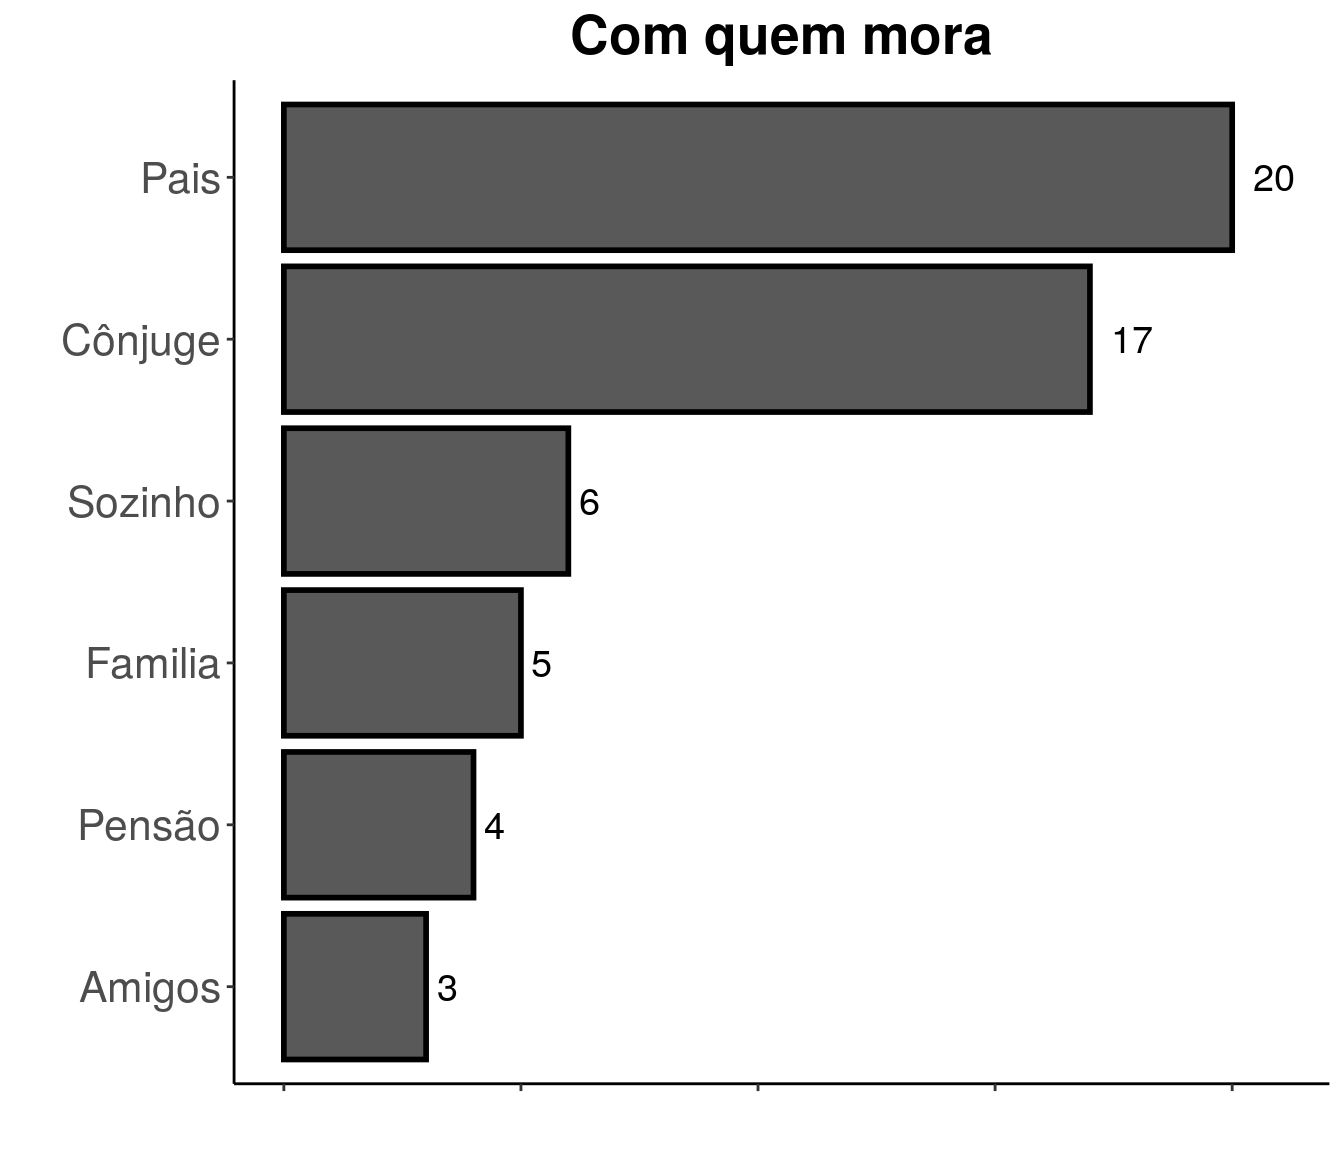 Com quem mora
Pais 20
Cônjuge 17
Sozinho 6
Familia 5
Pensão 4
Amigos 3